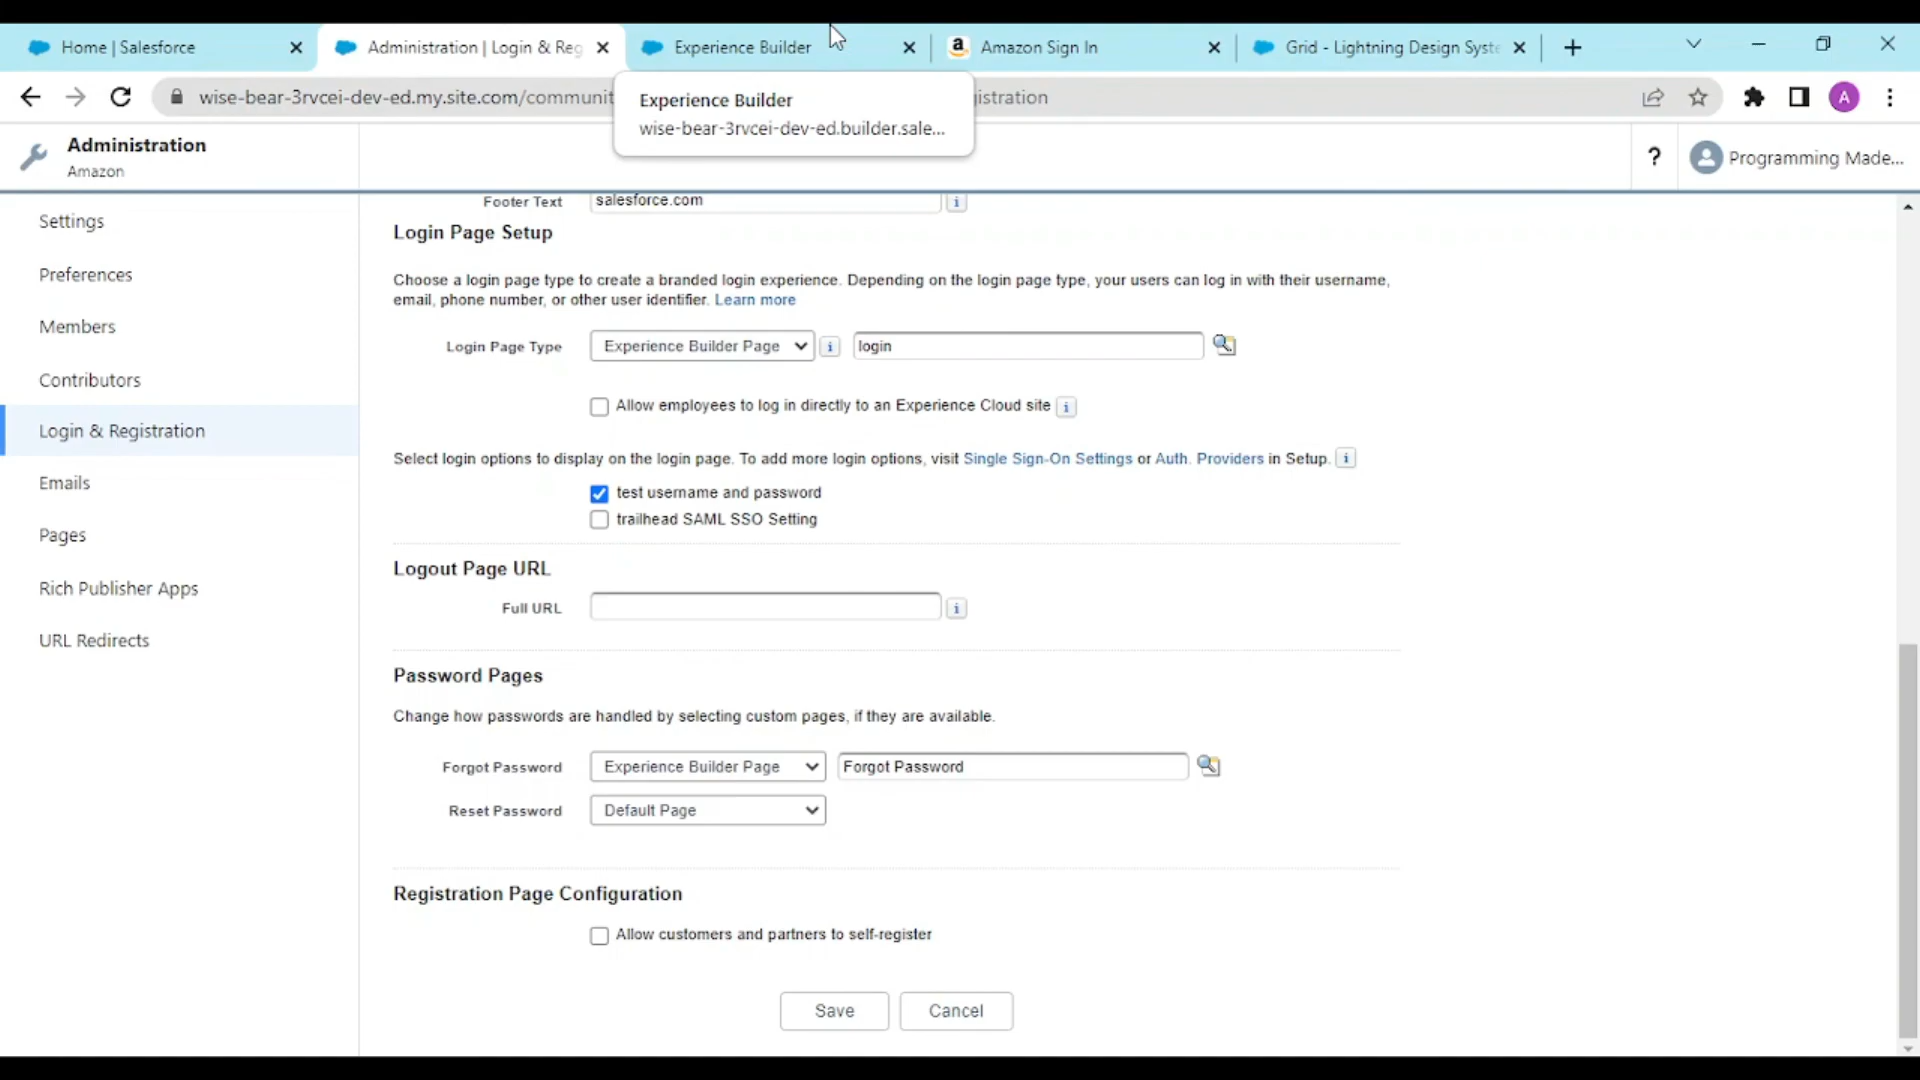 Home | Salesforce
Administration | Login & Reg
Experience Builder
Amazon Sign In
Grid - Lightning Design Syste
wise-bear-3rvcei-dev-ed.my.site.com/communit
istration
A
Experience Builder
wise-bear-3rvcei-dev-ed.builder.sale...
Administration
Amazon
?
Programming Made...
Settings
Preferences
Members
Contributors
Login & Registration
Emails
Pages
Rich Publisher Apps
URL Redirects
Footer Text
salesforce.com
i
Login Page Setup
Choose a login page type to create a branded login experience. Depending on the login page type, your users can log in with their username,
email, phone number, or other user identifier. Learn more
Login Page Type
Experience Builder Page
i
login
Allow employees to log in directly to an Experience Cloud site
i
Select login options to display on the login page. To add more login options, visit Single Sign-On Settings or Auth. Providers in Setup.
i
test username and password
trailhead SAML SSO Setting
Logout Page URL
Full URL
i
Password Pages
Change how passwords are handled by selecting custom pages, if they are available.
Forgot Password
Experience Builder Page
Forgot Password
Reset Password
Default Page
Registration Page Configuration
Allow customers and partners to self-register
Save
Cancel